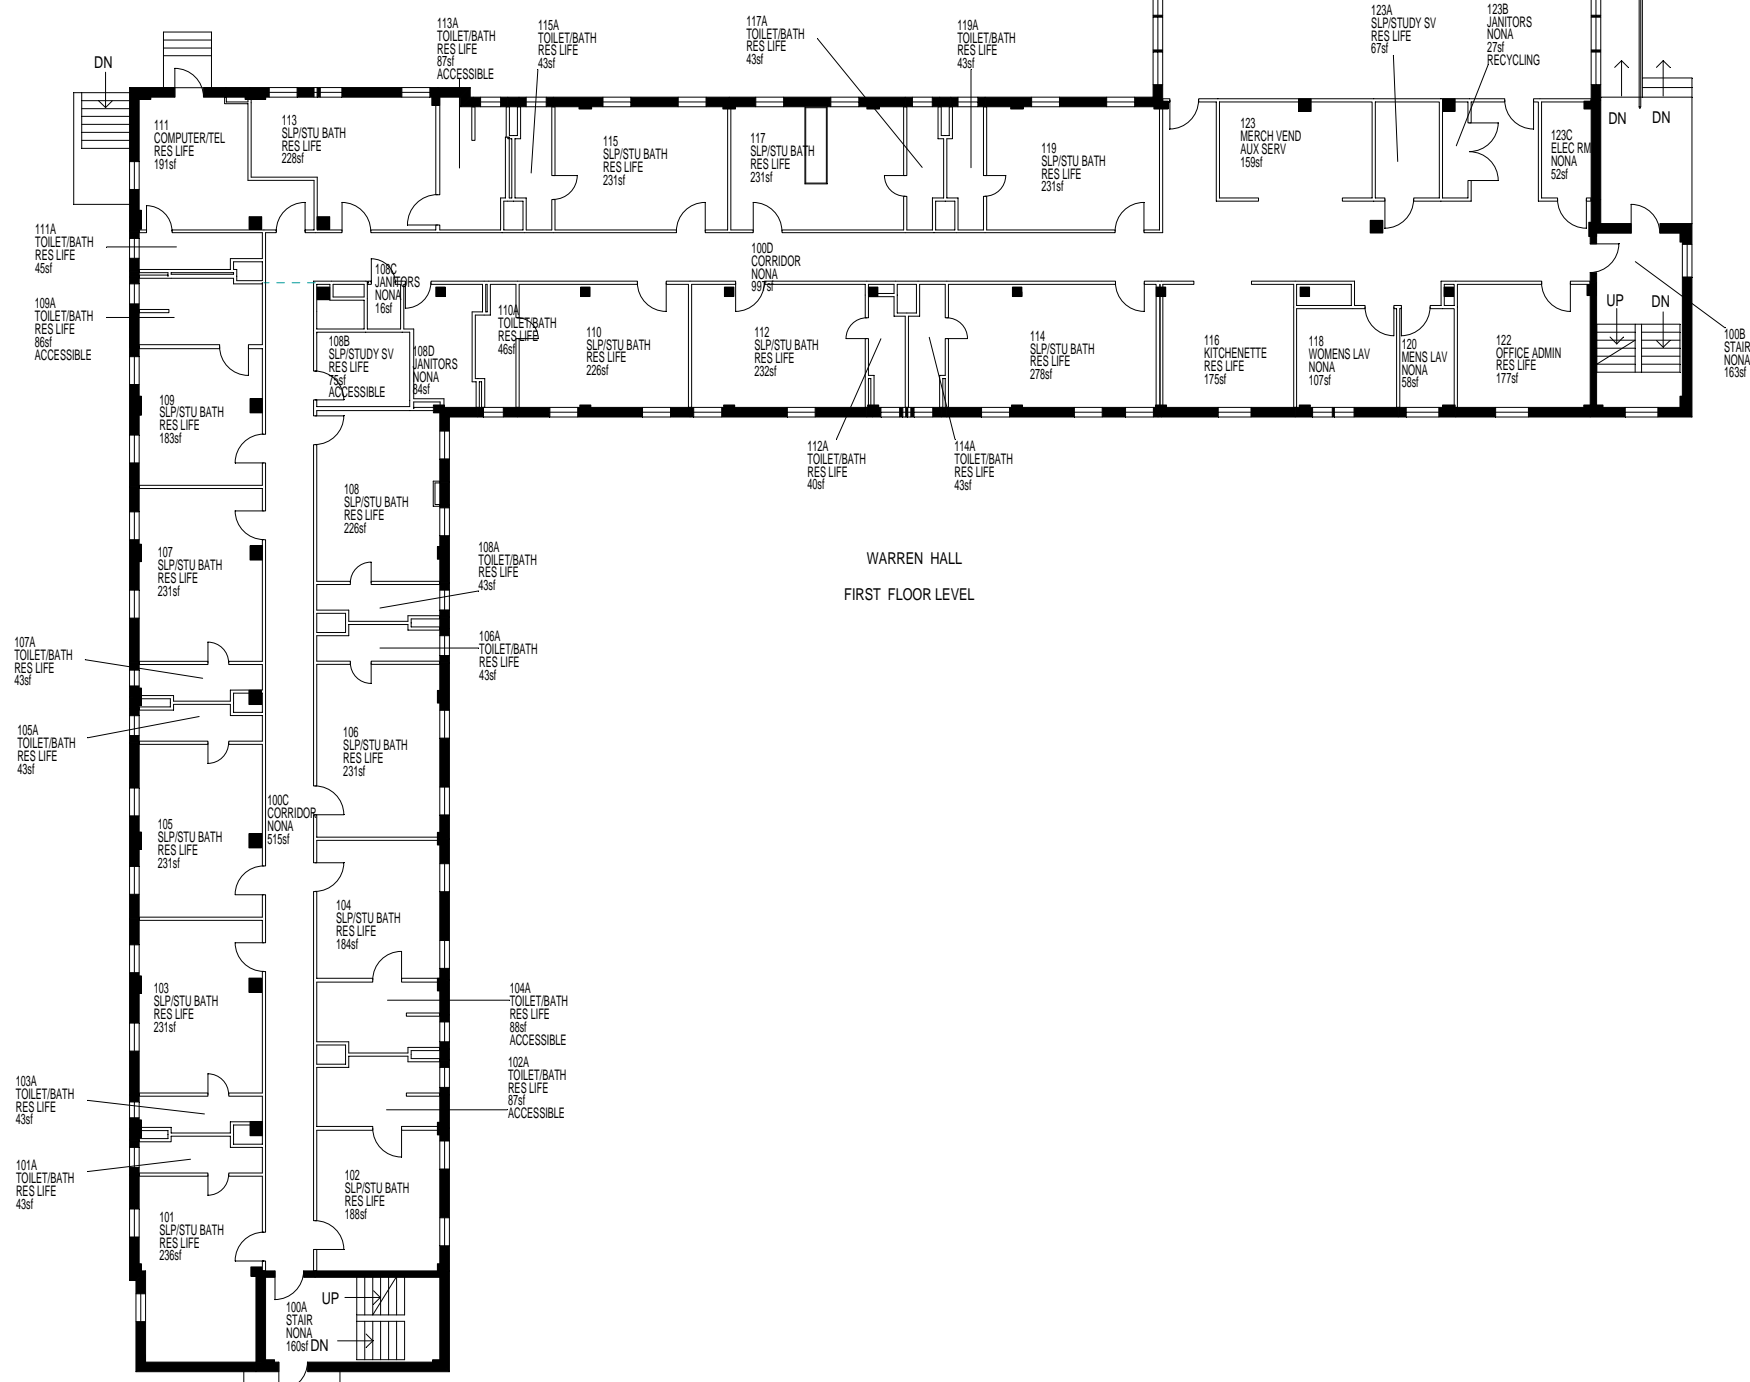 113A
TOILET/BATH
RES LIFE
87sf
ACCESSIBLE
115A
TOILET/BATH
RES LIFE
43sf
117A
TOILET/BATH
RES LIFE
43sf
119A
TOILET/BATH
RES LIFE
43sf
123A
SLP/STUDY SV
RES LIFE
67sf
123B
JANITORS
NONA
27sf
RECYCLING
DN
111
COMPUTER/TEL
RES LIFE
191sf
113
SLP/STU BATH
RES LIFE
228sf
115
SLP/STU BATH
RES LIFE
231sf
117
SLP/STU BATH
RES LIFE
231sf
119
SLP/STU BATH
RES LIFE
231sf
123
MERCH VEND
AUX SERV
159sf
123C
ELEC RM
NONA
52sf
DN
DN
111A
TOILET/BATH
RES LIFE
45sf
109A
TOILET/BATH
RES LIFE
86sf
ACCESSIBLE
108C
JANITORS
NONA
16sf
100D
CORRIDOR
NONA
997sf
UP
DN
100B
STAIR
NONA
163sf
108B
SLP/STUDY SV
RES LIFE
75sf
ACCESSIBLE
108D
JANITORS
NONA
84sf
110A
TOILET/BATH
RES LIFE
46sf
110
SLP/STU BATH
RES LIFE
226sf
112
SLP/STU BATH
RES LIFE
232sf
114
SLP/STU BATH
RES LIFE
278sf
116
KITCHENETTE
RES LIFE
175sf
118
WOMENS LAV
NONA
107sf
120
MENS LAV
NONA
58sf
122
OFFICE ADMIN
RES LIFE
177sf
112A
TOILET/BATH
RES LIFE
40sf
114A
TOILET/BATH
RES LIFE
43sf
109
SLP/STU BATH
RES LIFE
183sf
108
SLP/STU BATH
RES LIFE
226sf
107
SLP/STU BATH
RES LIFE
231sf
108A
TOILET/BATH
RES LIFE
43sf
WARREN HALL
FIRST FLOOR LEVEL
107A
TOILET/BATH
RES LIFE
43sf
106A
TOILET/BATH
RES LIFE
43sf
105A
TOILET/BATH
RES LIFE
43sf
106
SLP/STU BATH
RES LIFE
231sf
100C
CORRIDOR
NONA
515sf
105
SLP/STU BATH
RES LIFE
231sf
104
SLP/STU BATH
RES LIFE
184sf
103
SLP/STU BATH
RES LIFE
231sf
104A
TOILET/BATH
RES LIFE
88sf
ACCESSIBLE
102A
TOILET/BATH
RES LIFE
87sf
ACCESSIBLE
103A
TOILET/BATH
RES LIFE
43sf
101A
TOILET/BATH
RES LIFE
43sf
102
SLP/STU BATH
RES LIFE
188sf
101
SLP/STU BATH
RES LIFE
236sf
100A
STAIR
NONA
160sf
UP
DN